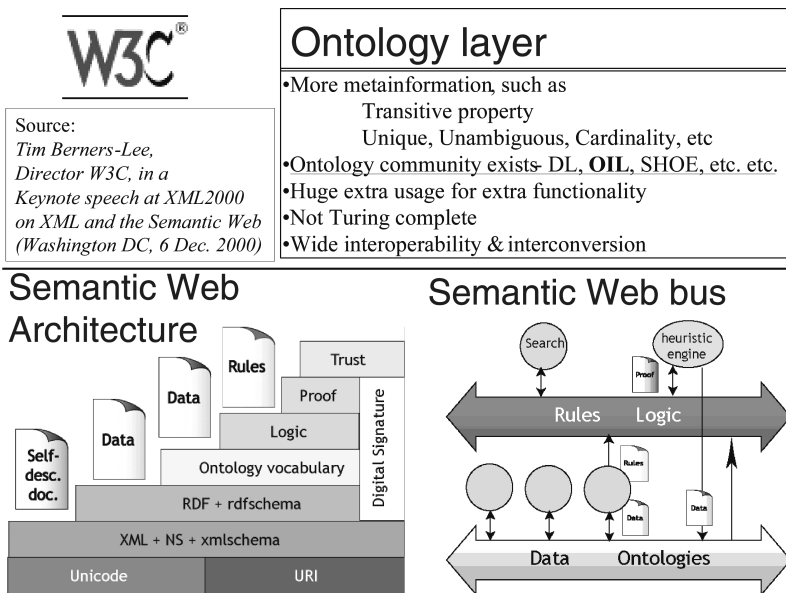 W3C®
Source:
Tim Berners-Lee,
Director W3C, in a
Keynote speech at XML2000
on XML and the Semantic Web
(Washington DC, 6 Dec. 2000)
Ontology layer
•More metainformation, such as
Transitive property
Unique, Unambiguous, Cardinality, etc
•Ontology community exists- DL, OIL, SHOE, etc. etc.
•Huge extra usage for extra functionality
•Not Turing complete
•Wide interoperability & interconversion
Semantic Web
Architecture
Self-
desc.
doc.
Data
Data
Rules
Trust
Proof
Logic
Ontology vocabulary
RDF + rdfschema
XML + NS + xmlschema
Unicode
URI
Digital Signature
Semantic Web bus
Search
heuristic
engine
Proof
Rules Logic
Rules
Data
Data
Data Ontologies